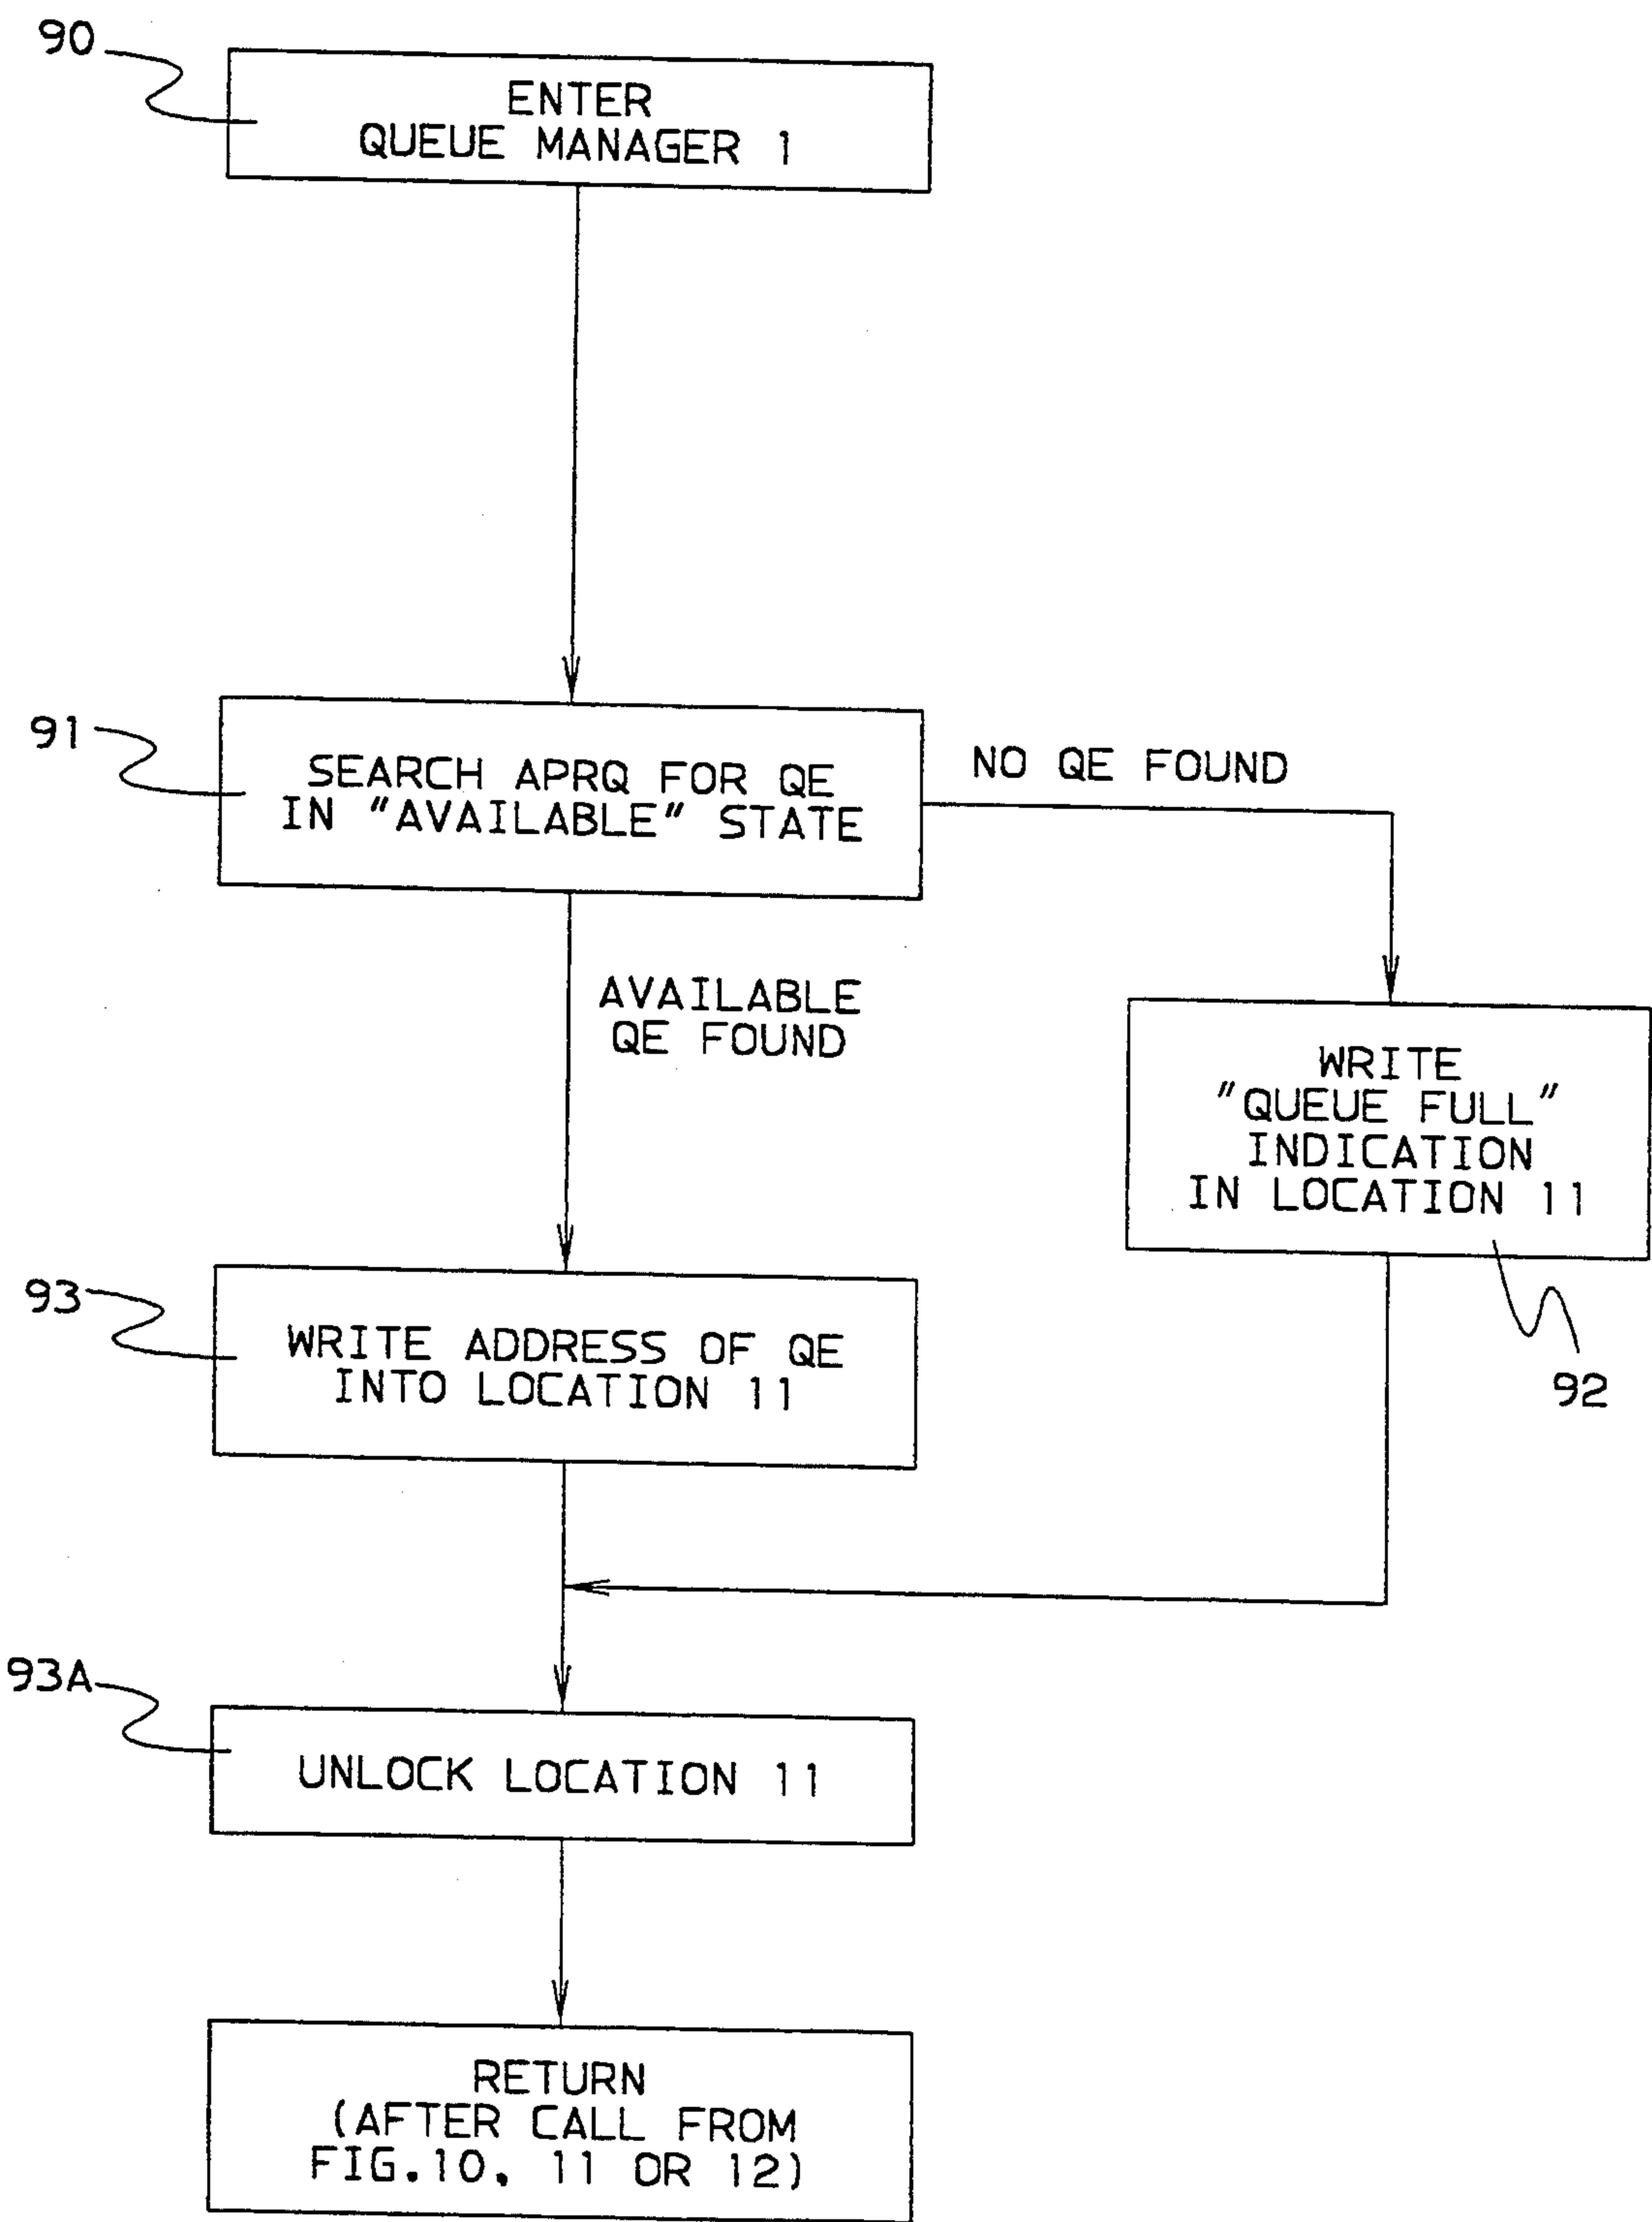 90
ENTER
QUEUE MANAGER 1
91
SEARCH APRQ FOR QE
IN "AVAILABLE" STATE
NO QE FOUND
AVAILABLE
QE FOUND
WRITE
"QUEUE FULL"
INDICATION
IN LOCATION 11
92
93
WRITE ADDRESS OF QE
INTO LOCATION 11
93A
UNLOCK LOCATION 11
RETURN
(AFTER CALL FROM
FIG.10, 11 OR 12)